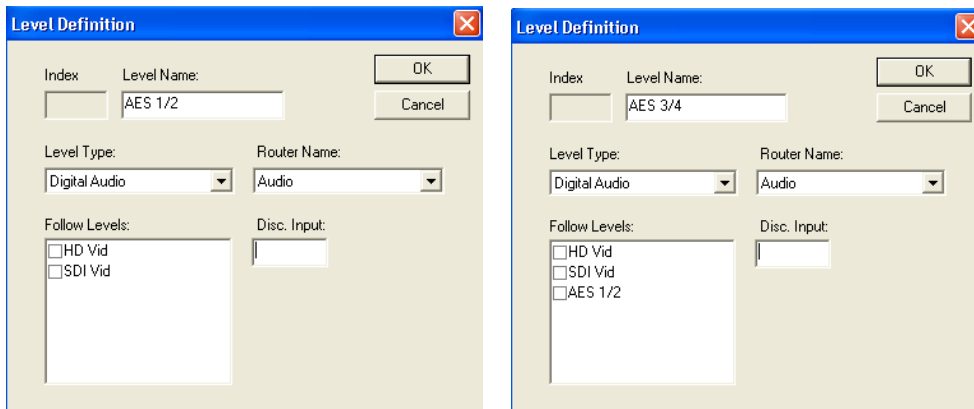 Level Definition
Index Level Name: OK
AES 1/2
Cancel
Level Type: Router Name:
Digital Audio Audio
Follow Levels: Disc. Input:
HD Vid
SDI Vid
Level Definition
Index Level Name: OK
AES 3/4
Cancel
Level Type: Router Name:
Digital Audio Audio
Follow Levels: Disc. Input:
HD Vid
SDI Vid
AES 1/2